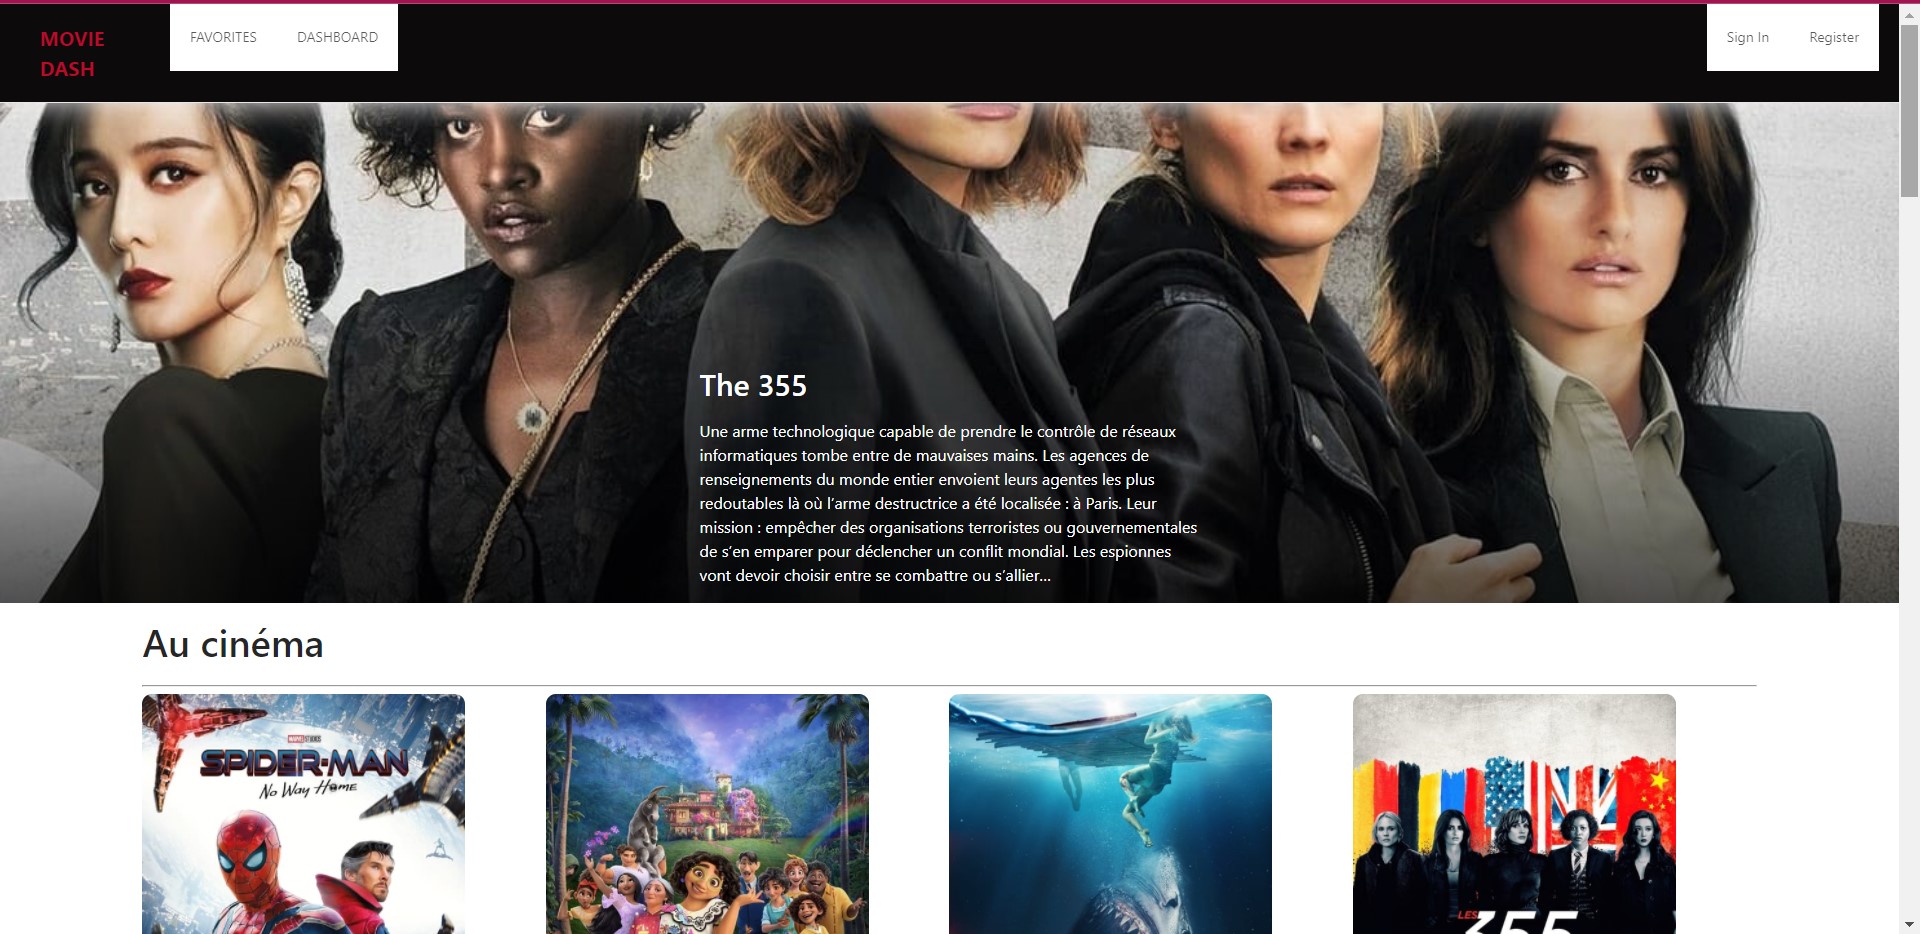 MOVIE
DASH
FAVORITES
DASHBOARD
Sign In
Register
The 355
Une arme technologique capable de prendre le contrôle de réseaux
informatiques tombe entre de mauvaises mains. Les agences de
renseignements du monde entier envoient leurs agentes les plus
redoutables là où l’arme destructrice a été localisée : à Paris. Leur
mission : empêcher des organisations terroristes ou gouvernementales
de s’en emparer pour déclencher un conflit mondial. Les espionnes
vont devoir choisir entre se combattre ou s’allier...
Au cinéma
MARVEL STUDIOS
SPIDER-MAN
No Way Home
LES
355